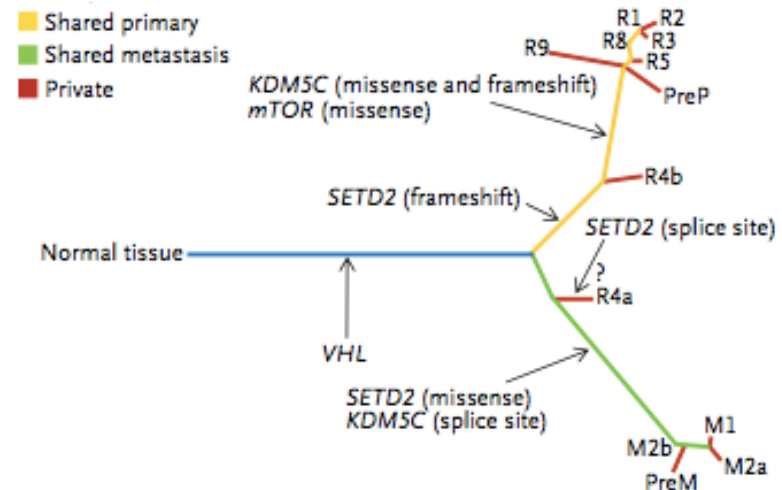 Shared primary
Shared metastasis
Private
R1
R2
R8
R3
R9
R5
KDM5C (missense and frameshift)
mTOR (missense)
PreP
R4b
SETD2 (frameshift)
SETD2 (splice site)
Normal tissue
?
R4a
VHL
SETD2 (missense)
KDM5C (splice site)
M1
M2b
M2a
PreM